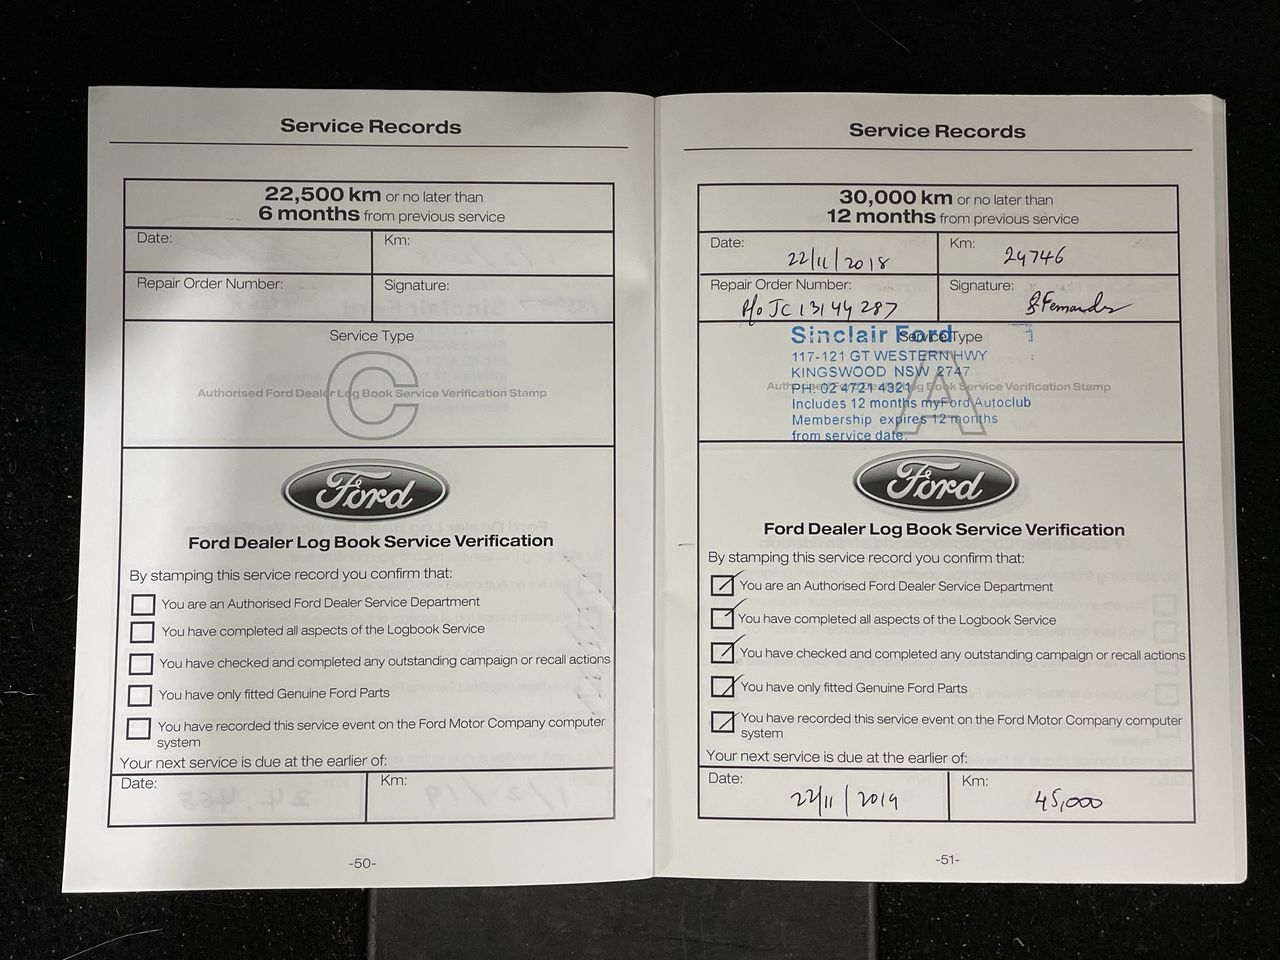 Service Records
22,500 km or no later than
6 months from previous service
Date:
Km:
Repair Order Number:
Signature:
Service Type
C
Authorised Ford Dealer Log Book Service Verification Stamp
Ford
Ford Dealer Log Book Service Verification
By stamping this service record you confirm that:
You are an Authorised Ford Dealer Service Department
You have completed all aspects of the Logbook Service
You have checked and completed any outstanding campaign or recall actions
You have only fitted Genuine Ford Parts
You have recorded this service event on the Ford Motor Company computer
system
Your next service is due at the earlier of:
Date:
Km:
-50-
Service Records
30,000 km or no later than
12 months from previous service
Date: 22/11/2018
Km: 24746
Repair Order Number:
JC13144287
Signature:
Service Type
A
Authorised Ford Dealer Log Book Service Verification Stamp
Sinclair Ford
117-121 GT WESTERN HWY
KINGSWOOD NSW 2747
PH: 02 4721 4321
Includes 12 months myFord Autoclub
Membership expires 12 months
from service date.
Ford
Ford Dealer Log Book Service Verification
By stamping this service record you confirm that:
You are an Authorised Ford Dealer Service Department
You have completed all aspects of the Logbook Service
You have checked and completed any outstanding campaign or recall actions
You have only fitted Genuine Ford Parts
You have recorded this service event on the Ford Motor Company computer
system
Your next service is due at the earlier of:
Date: 22/11/2019
Km: 45,000
-51-